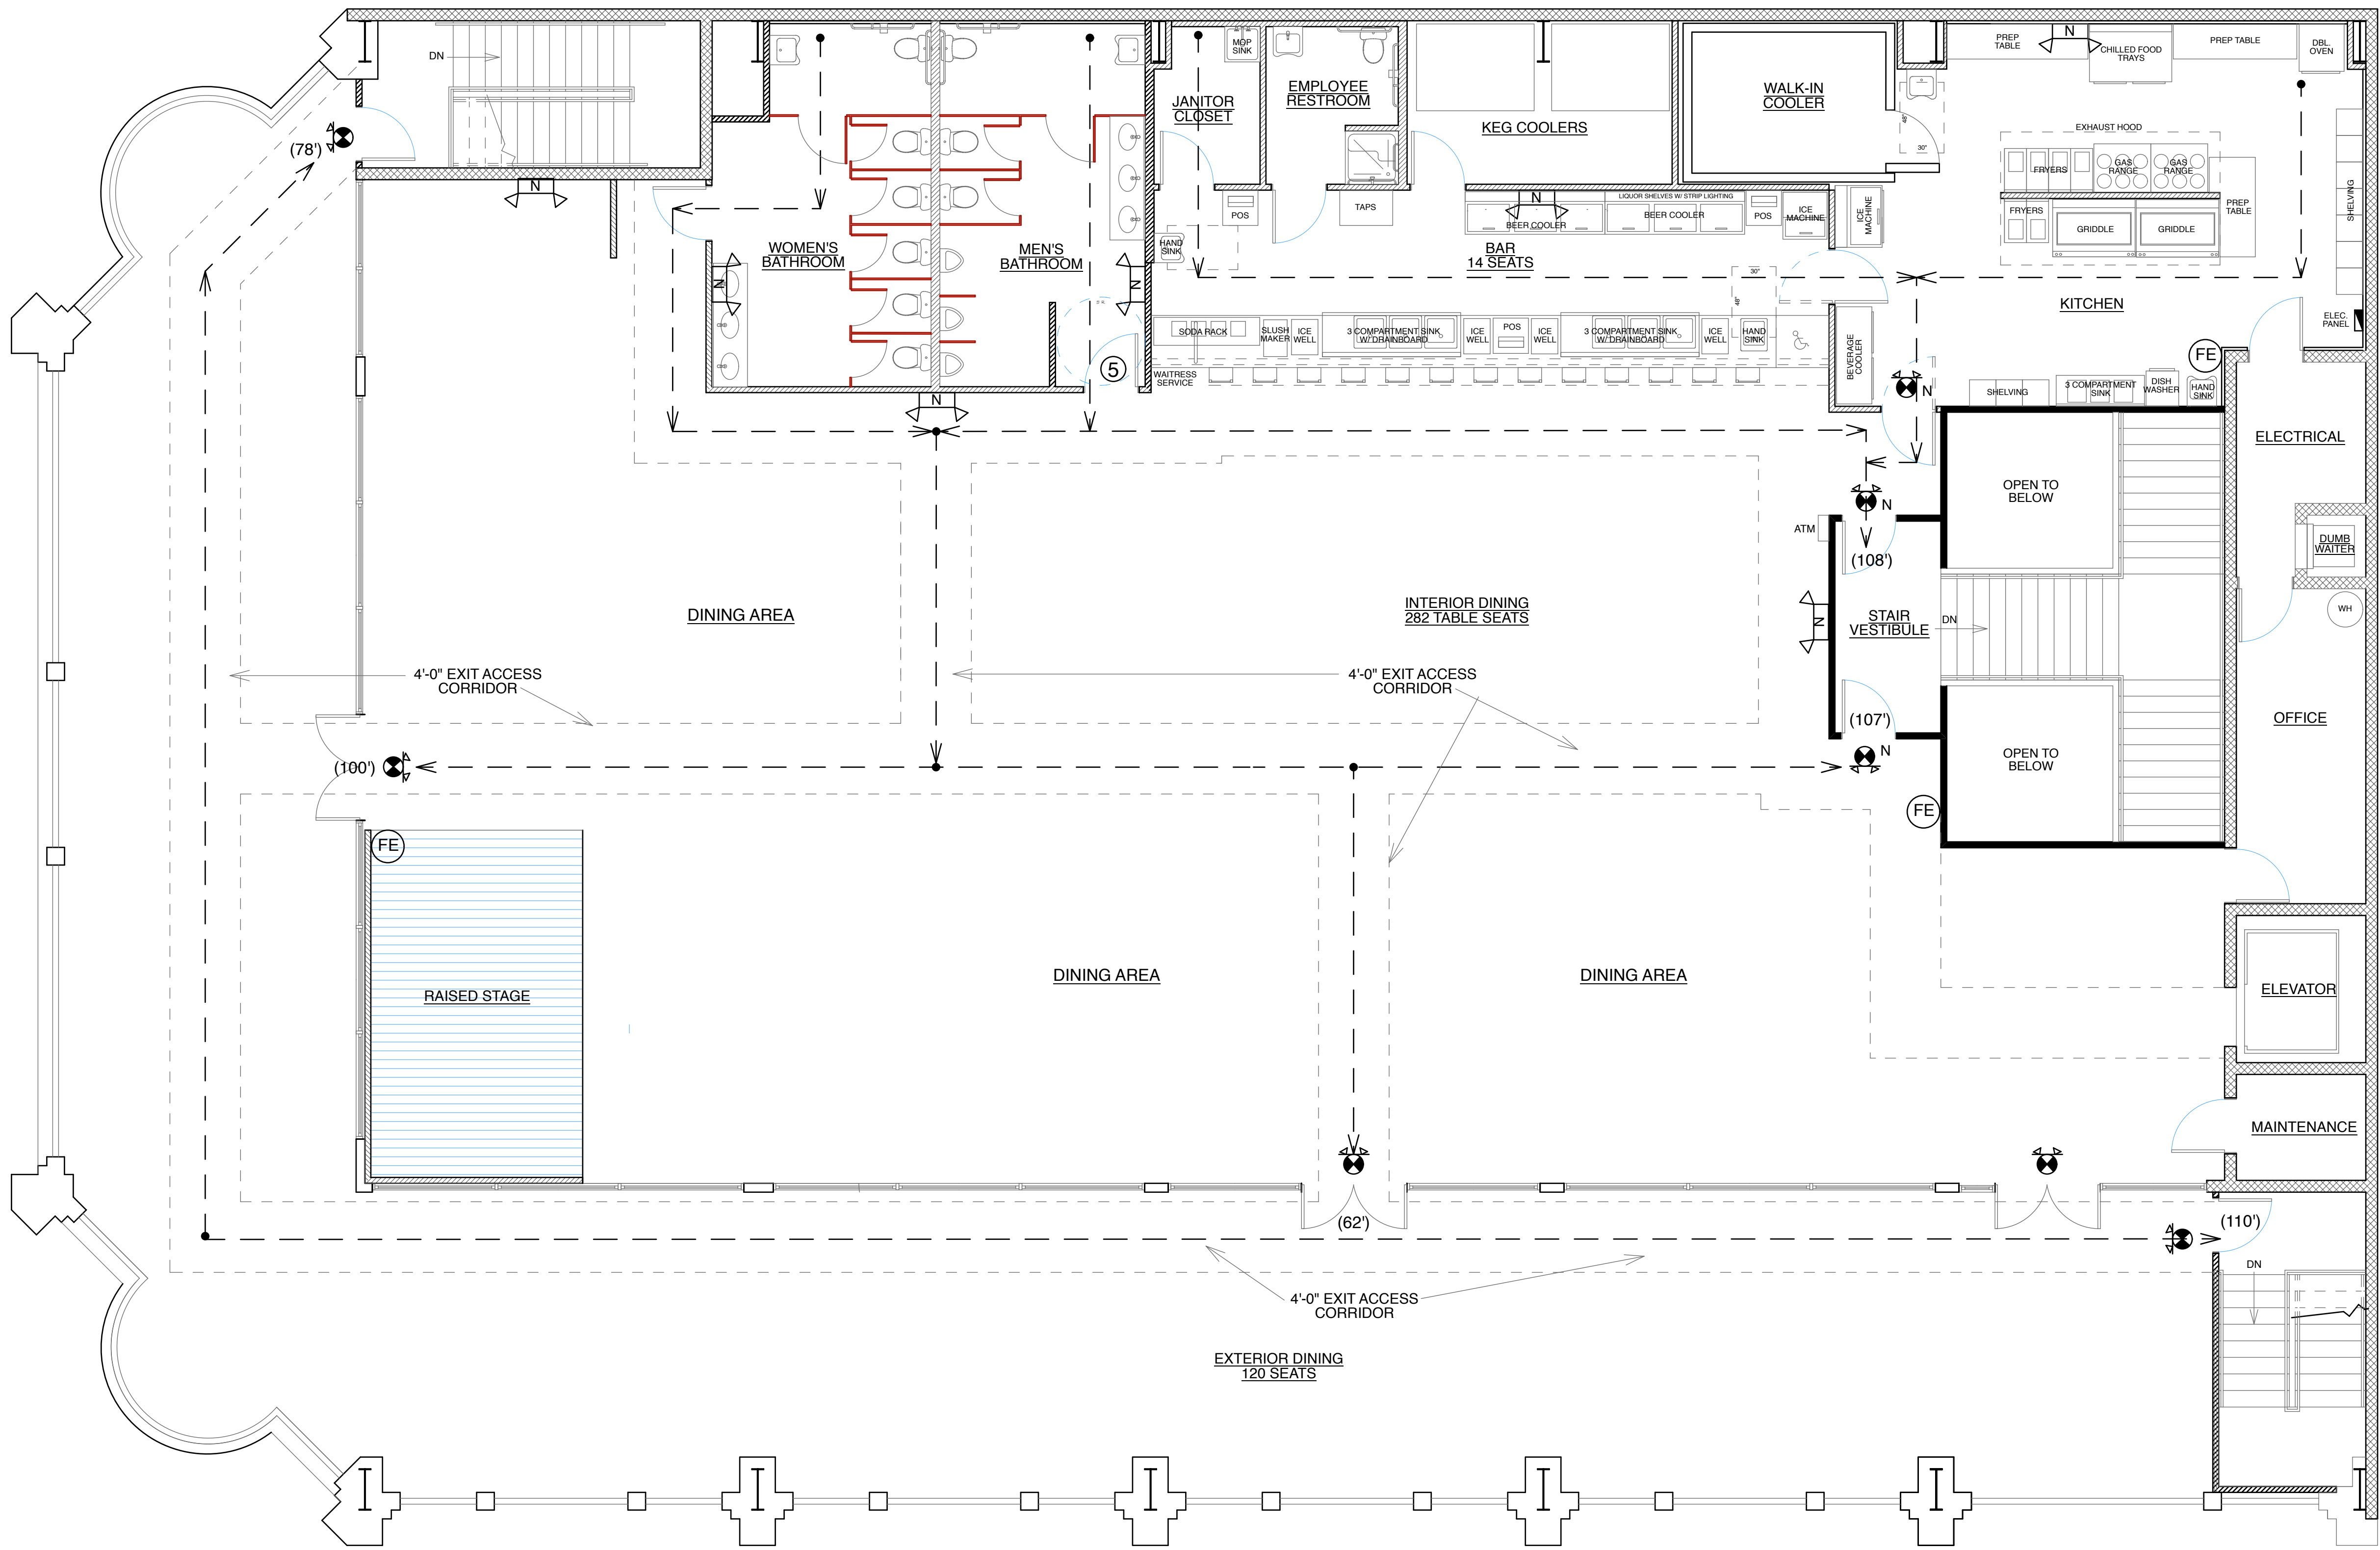 DN
(78')
N
WOMEN'S
BATHROOM
N
MEN'S
BATHROOM
N
5
N
MOP
SINK
JANITOR
CLOSET
EMPLOYEE
RESTROOM
KEG COOLERS
WALK-IN
COOLER
48"
30"
PREP
TABLE
N
CHILLED FOOD
TRAYS
PREP TABLE
DBL.
OVEN
EXHAUST HOOD
FRYERS
GAS
RANGE
GAS
RANGE
FRYERS
GRIDDLE
GRIDDLE
PREP
TABLE
SHELVING
POS
TAPS
N
LIQUOR SHELVES W/ STRIP LIGHTING
BEER COOLER
BEER COOLER
POS
ICE
MACHINE
ICE
MACHINE
HAND
SINK
BAR
14 SEATS
30"
48"
KITCHEN
ELEC.
PANEL
SODA RACK
SLUSH
MAKER
ICE
WELL
3 COMPARTMENT SINK
W/ DRAINBOARD
ICE
WELL
POS
ICE
WELL
3 COMPARTMENT SINK
W/ DRAINBOARD
ICE
WELL
HAND
SINK
BEVERAGE
COOLER
WAITRESS
SERVICE
FE
N
SHELVING
3 COMPARTMENT
SINK
DISH
WASHER
HAND
SINK
ELECTRICAL
OPEN TO
BELOW
N
ATM
(108')
DUMB
WAITER
DINING AREA
INTERIOR DINING
282 TABLE SEATS
N
STAIR
VESTIBULE
DN
WH
4'-0" EXIT ACCESS
CORRIDOR
4'-0" EXIT ACCESS
CORRIDOR
(107')
OFFICE
N
OPEN TO
BELOW
(100')
FE
FE
RAISED STAGE
DINING AREA
DINING AREA
ELEVATOR
MAINTENANCE
(62')
(110')
DN
4'-0" EXIT ACCESS
CORRIDOR
EXTERIOR DINING
120 SEATS